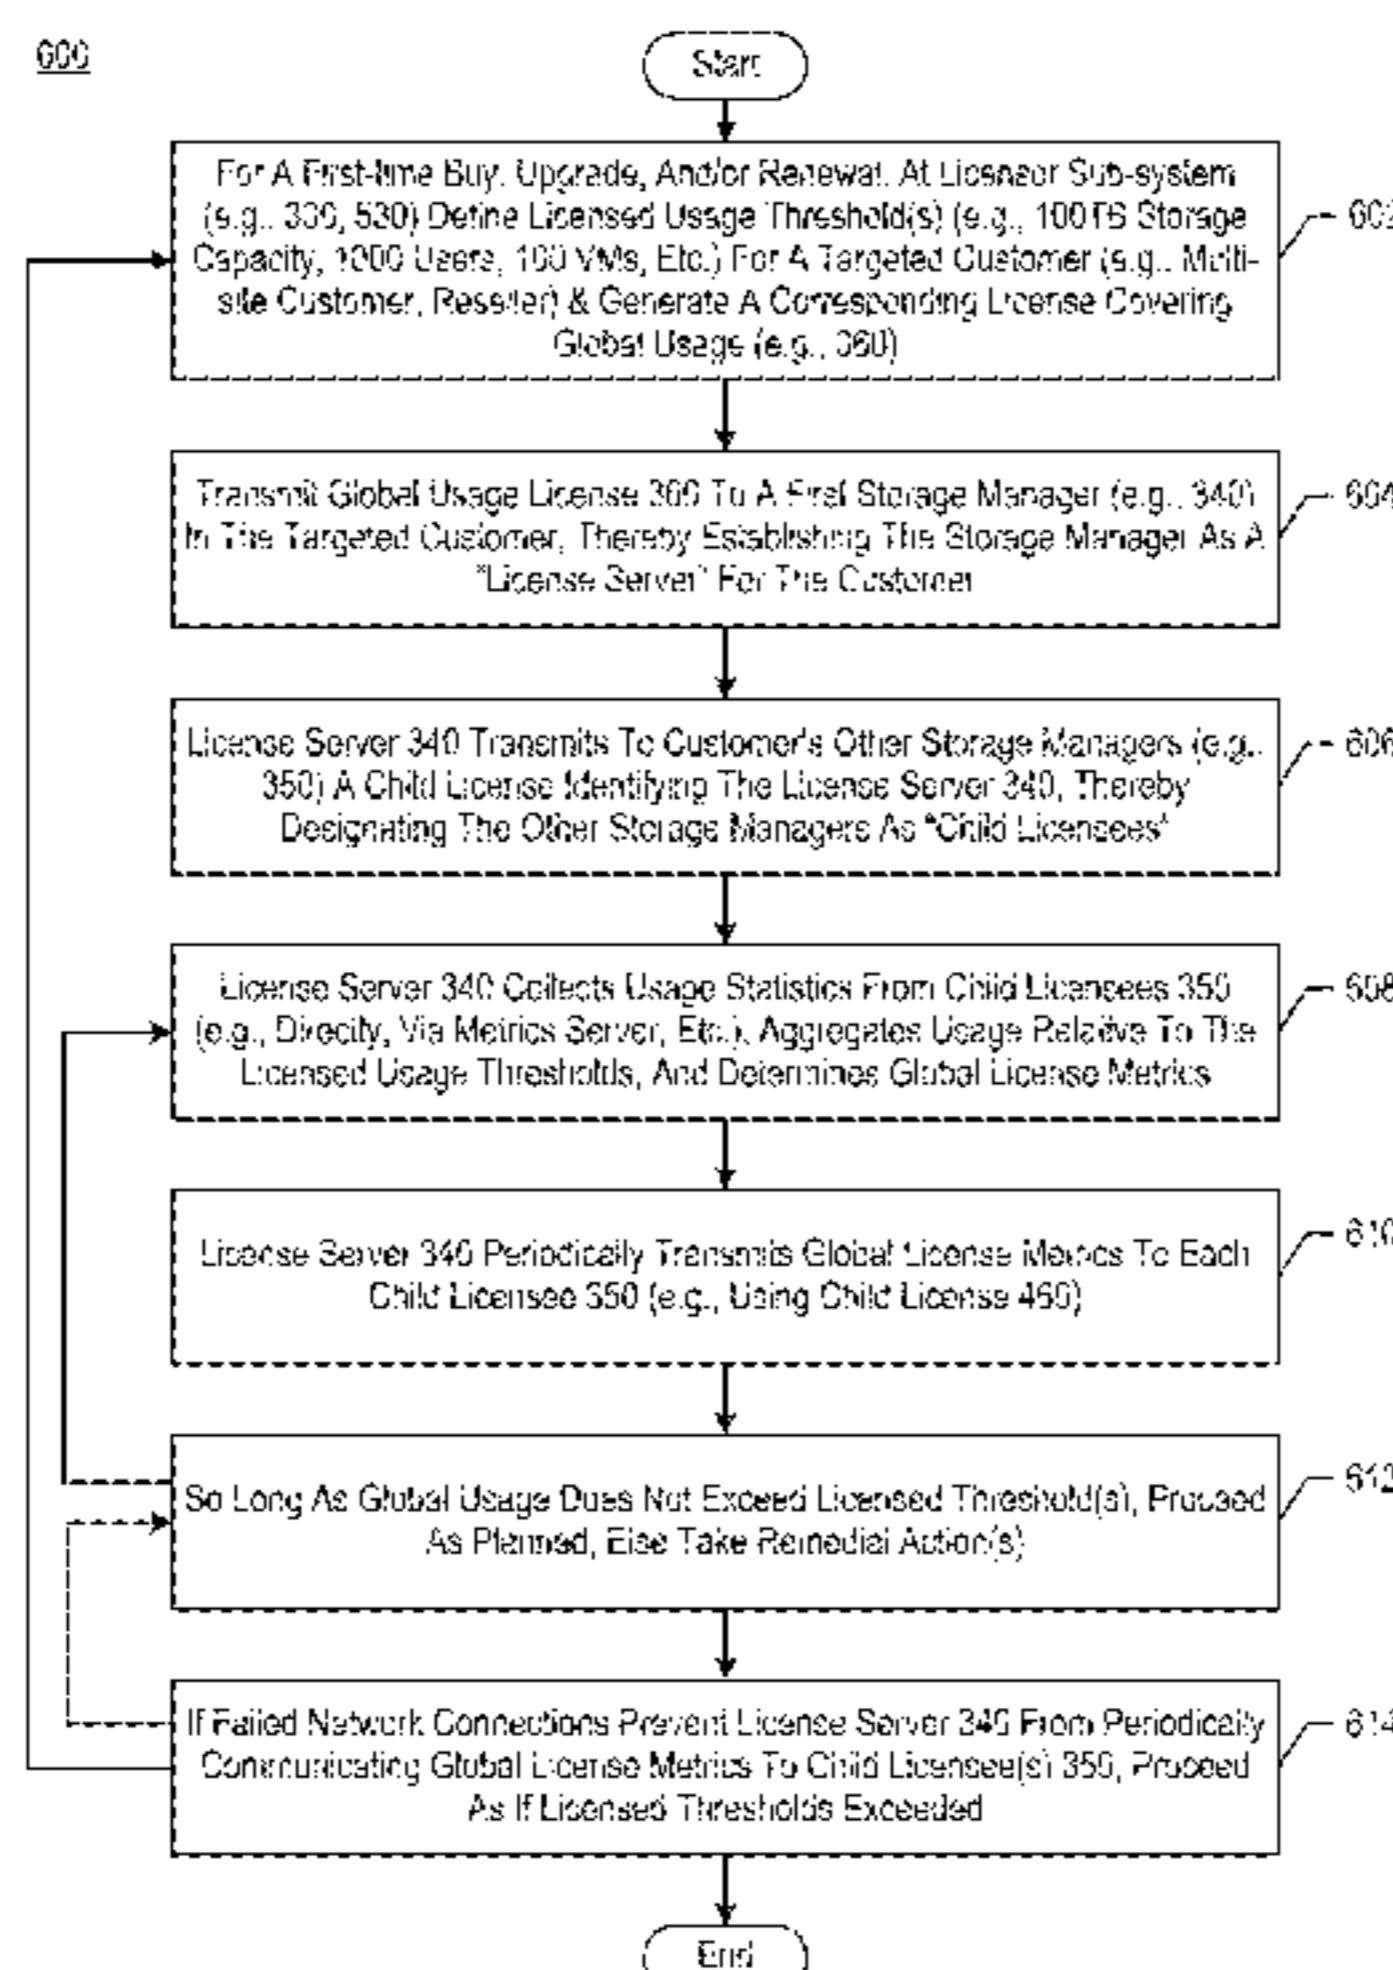 600
Start
For A First-time Buy, Upgrade, And/or Renewal, At Licensor Sub-system
(e.g., 330, 530) Define Licensed Usage Threshold(s) (e.g., 100TB Storage
Capacity, 1000 Users, 100 VMs, Etc.) For A Targeted Customer (e.g., Multi-
site Customer, Reseller) & Generate A Corresponding License Covering
Global Usage (e.g., 360)
602
Transmit Global Usage License 360 To A First Storage Manager (e.g., 340)
In The Targeted Customer, Thereby Establishing The Storage Manager As A
"License Server" For The Customer
604
License Server 340 Transmits To Customer's Other Storage Managers (e.g.,
350) A Child License Identifying The License Server 340, Thereby
Designating The Other Storage Managers As "Child Licensees"
606
License Server 340 Collects Usage Statistics From Child Licensees 350
(e.g., Directly, Via Metrics Server, Etc.), Aggregates Usage Relative To The
Licensed Usage Thresholds, And Determines Global License Metrics
608
License Server 340 Periodically Transmits Global License Metrics To Each
Child Licensee 350 (e.g., Using Child License 460)
610
So Long As Global Usage Does Not Exceed Licensed Threshold(s), Proceed
As Planned, Else Take Remedial Action(s)
612
If Failed Network Connections Prevent License Server 340 From Periodically
Communicating Global License Metrics To Child Licensee(s) 350, Proceed
As If Licensed Thresholds Exceeded
614
End